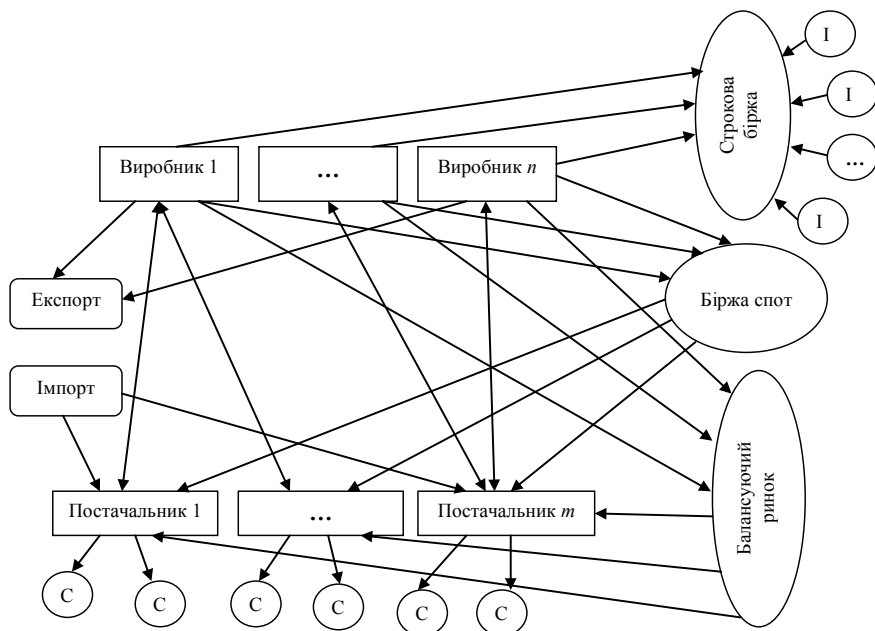 I
I
...
I
Строкова
біржа
Виробник 1
...
Виробник n
Експорт
Біржа спот
Імпорт
Балансуючий
ринок
Постачальник 1
...
Постачальник m
С
С
С
С
С
С